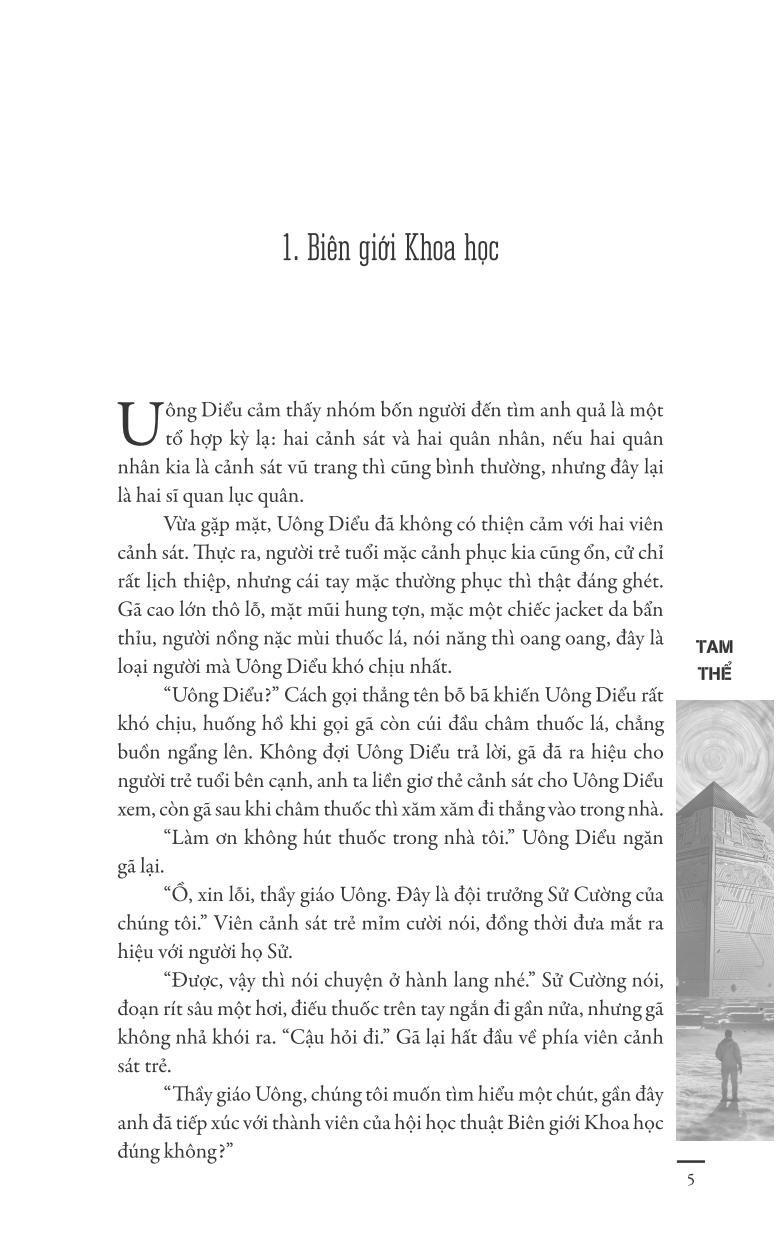 1. Biên giới Khoa học
Uông Diểu cảm thấy nhóm bốn người đến tìm anh quả là một
tổ hợp kỳ lạ: hai cảnh sát và hai quân nhân, nếu hai quân
nhân kia là cảnh sát vũ trang thì cũng bình thường, nhưng đây lại
là hai sĩ quan lục quân.
Vừa gặp mặt, Uông Diểu đã không có thiện cảm với hai viên
cảnh sát. Thực ra, người trẻ tuổi mặc cảnh phục kia cũng ổn, cử chỉ
rất lịch thiệp, nhưng cái tay mặc thường phục thì thật đáng ghét.
Gã cao lớn thô lỗ, mặt mũi hung tợn, mặc một chiếc jacket da bẩn
thỉu, người nồng nặc mùi thuốc lá, nói năng thì oang oang, đây là
loại người mà Uông Diểu khó chịu nhất.
“Uông Diểu?” Cách gọi thẳng tên bỗ bã khiến Uông Diểu rất
khó chịu, huống hồ khi gọi gã còn cúi đầu châm thuốc lá, chẳng
buồn ngẩng lên. Không đợi Uông Diểu trả lời, gã đã ra hiệu cho
người trẻ tuổi bên cạnh, anh ta liền giơ thẻ cảnh sát cho Uông Diểu
xem, còn gã sau khi châm thuốc thì xăm xăm đi thẳng vào trong nhà.
“Làm ơn không hút thuốc trong nhà tôi.” Uông Diểu ngăn
gã lại.
“Ồ, xin lỗi, thầy giáo Uông. Đây là đội trưởng Sử Cường của
chúng tôi.” Viên cảnh sát trẻ mỉm cười nói, đồng thời đưa mắt ra
hiệu với người họ Sử.
“Được, vậy thì nói chuyện ở hành lang nhé.” Sử Cường nói,
đoạn rít sâu một hơi, điếu thuốc trên tay ngắn đi gần nửa, nhưng gã
không nhả khói ra. “Cậu hỏi đi.” Gã lại hất đầu về phía viên cảnh
sát trẻ.
“Thầy giáo Uông, chúng tôi muốn tìm hiểu một chút, gần đây
anh đã tiếp xúc với thành viên của hội học thuật Biên giới Khoa học
đúng không?”
TAM
THỂ
5